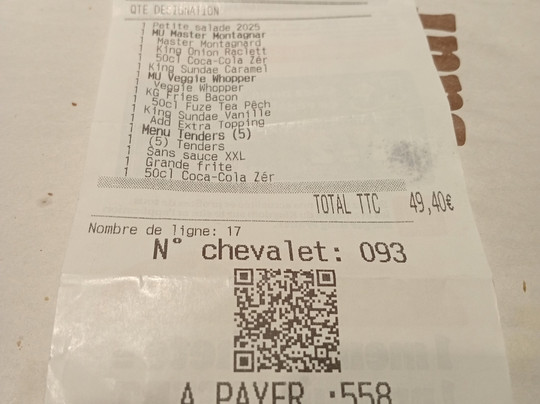 QTE DESIGNATION
1 Petite salade 2025
1 MU Master Montagnar
1 Master Montagnard
1 King Onion Raclett
1 50cl Coca-Cola Zér
1 King Sundae Caramel
1 MU Veggie Whopper
1 Veggie Whopper
1 KG Fries Bacon
1 50cl Fuze Tea Pêch
1 King Sundae Vanille
1 Add Extra Topping
1 Menu Tenders (5)
1 (5) Tenders
1 Sans sauce XXL
1 Grande frite
1 50cl Coca-Cola Zér
TOTAL TTC 49,40€
Nombre de ligne: 17
N° chevalet: 093
A PAYER :558